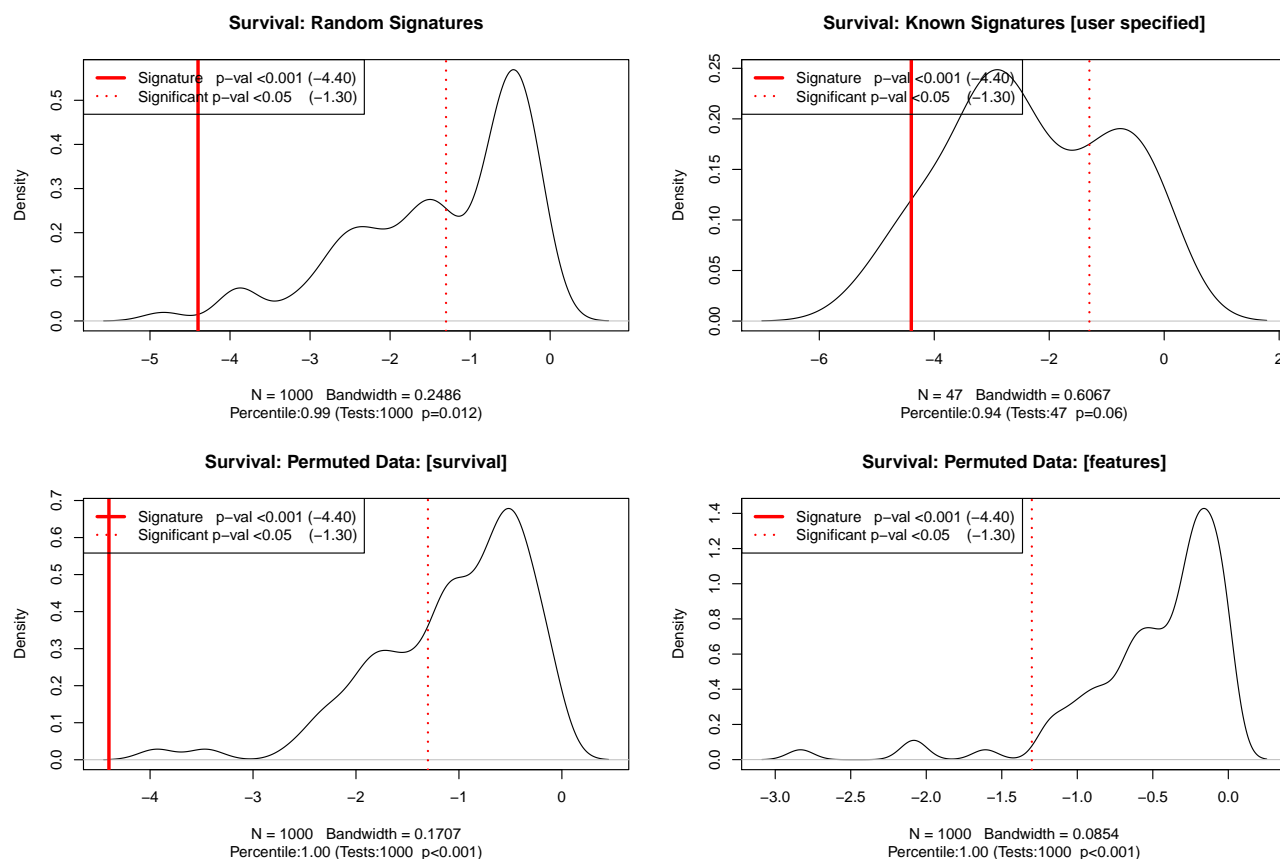 Survival: Random Signatures
Signature p−val <0.001 (−4.40)
Significant p−val <0.05 (−1.30)
Density
0.0 0.1 0.2 0.3 0.4 0.5
−5 −4 −3 −2 −1 0
N = 1000 Bandwidth = 0.2486
Percentile:0.99 (Tests:1000 p=0.012)
Survival: Known Signatures [user specified]
Signature p−val <0.001 (−4.40)
Significant p−val <0.05 (−1.30)
Density
0.00 0.05 0.10 0.15 0.20 0.25
−6 −4 −2 0 2
N = 47 Bandwidth = 0.6067
Percentile:0.94 (Tests:47 p=0.06)
Survival: Permuted Data: [survival]
Signature p−val <0.001 (−4.40)
Significant p−val <0.05 (−1.30)
Density
0.0 0.1 0.2 0.3 0.4 0.5 0.6 0.7
−4 −3 −2 −1 0
N = 1000 Bandwidth = 0.1707
Percentile:1.00 (Tests:1000 p<0.001)
Survival: Permuted Data: [features]
Signature p−val <0.001 (−4.40)
Significant p−val <0.05 (−1.30)
Density
0.0 0.2 0.4 0.6 0.8 1.0 1.2 1.4
−3.0 −2.5 −2.0 −1.5 −1.0 −0.5 0.0
N = 1000 Bandwidth = 0.0854
Percentile:1.00 (Tests:1000 p<0.001)